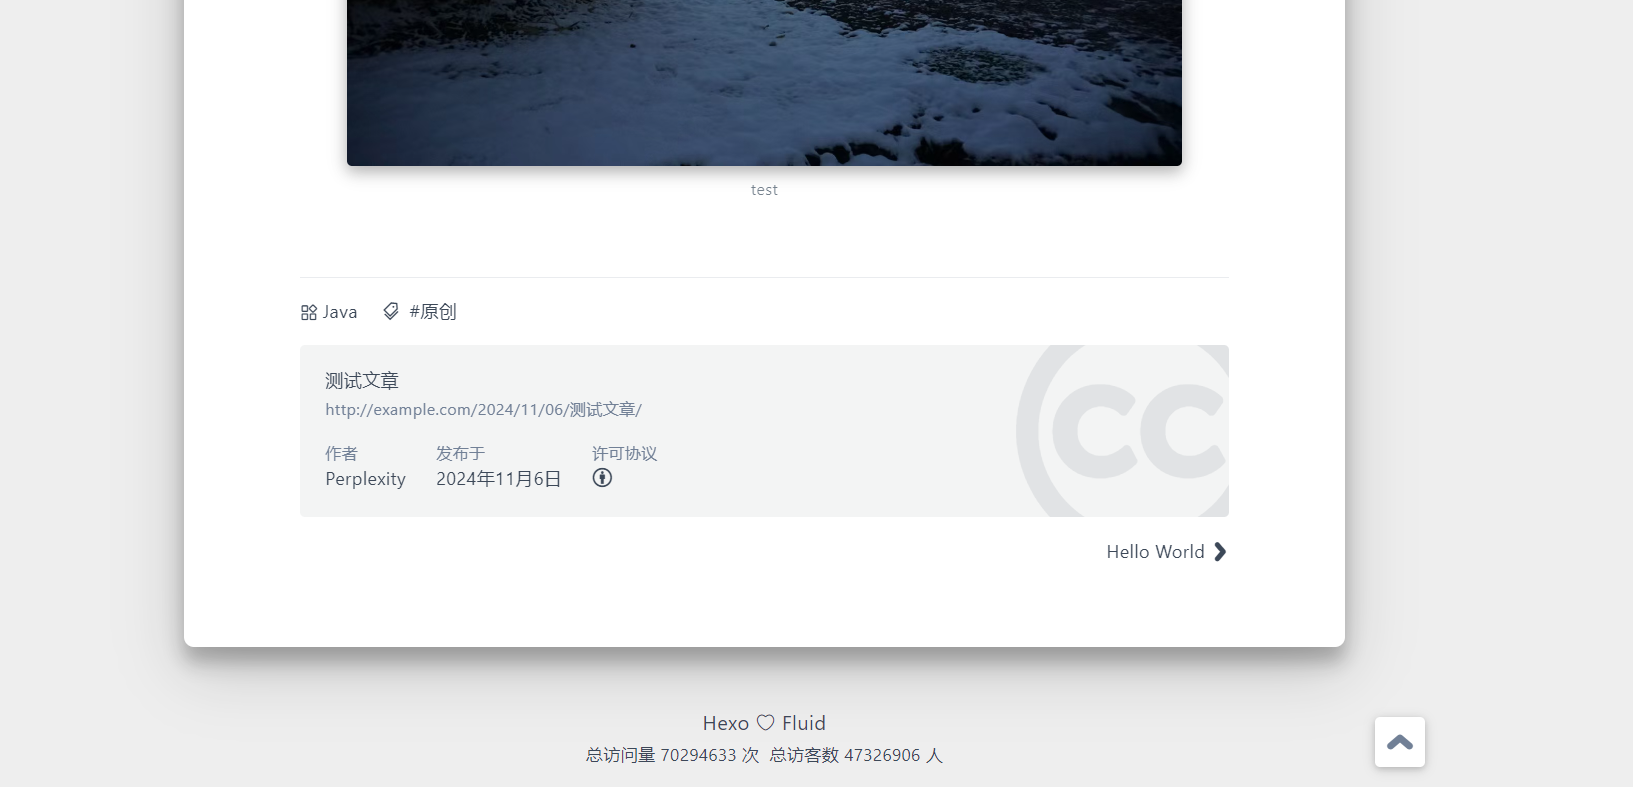 test
Java #原创
测试文章
http://example.com/2024/11/06/测试文章/
作者 发布于 许可协议
Perplexity 2024年11月6日
cc
Hello World
Hexo ♡ Fluid
总访问量 70294633 次 总访客数 47326906 人